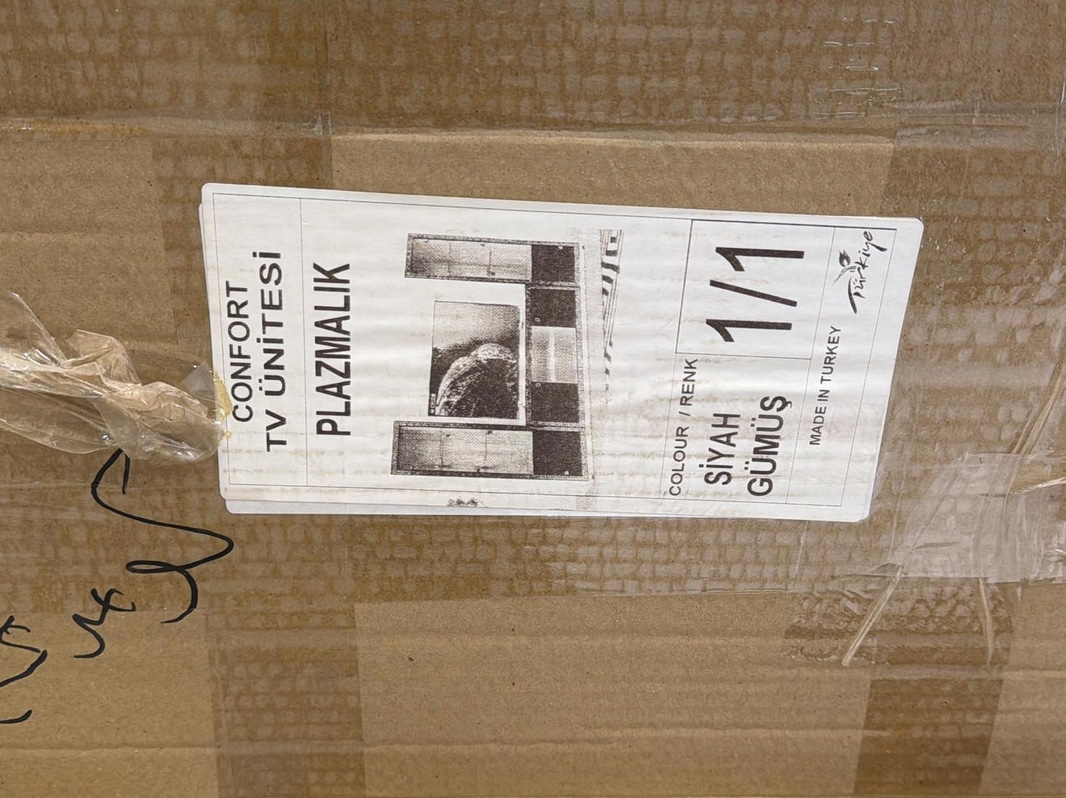 CONFORT
TV ÜNİTESİ
PLAZMALIK
COLOUR / RENK
SİYAH
GÜMÜŞ
1/1
MADE IN TURKEY
Türkiye